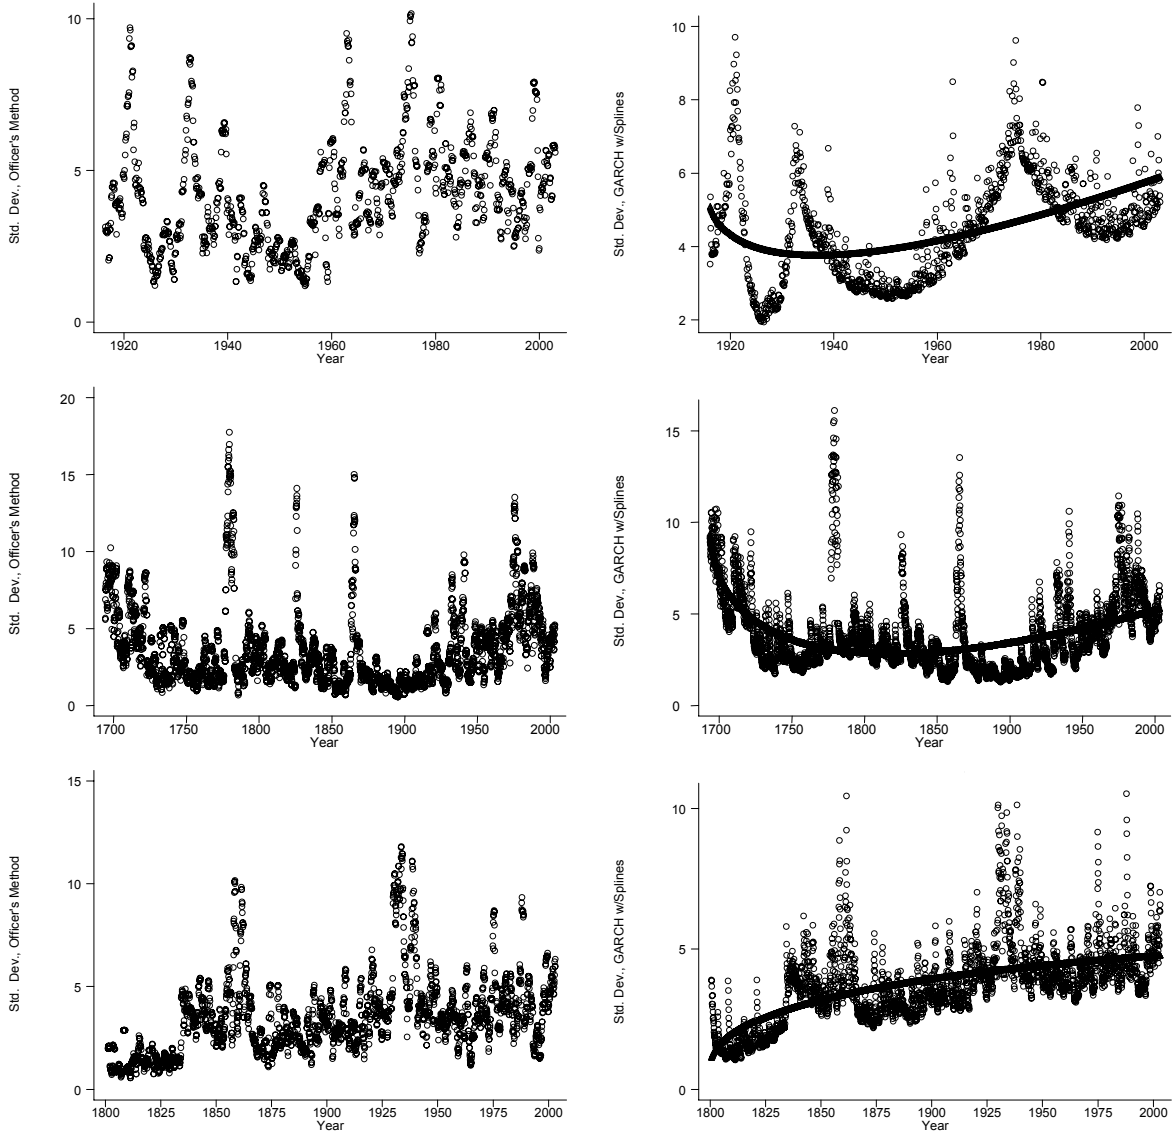 Std. Dev., Officer's Method
10
5
0
1920 1940 1960 1980 2000
Year
Std. Dev., GARCH w/Splines
10
8
6
4
2
1920 1940 1960 1980 2000
Year
Std. Dev., Officer's Method
20
15
10
5
0
1700 1750 1800 1850 1900 1950 2000
Year
Std. Dev., GARCH w/Splines
15
10
5
0
1700 1750 1800 1850 1900 1950 2000
Year
Std. Dev., Officer's Method
15
10
5
0
1800 1825 1850 1875 1900 1925 1950 1975 2000
Year
Std. Dev., GARCH w/Splines
10
5
0
1800 1825 1850 1875 1900 1925 1950 1975 2000
Year